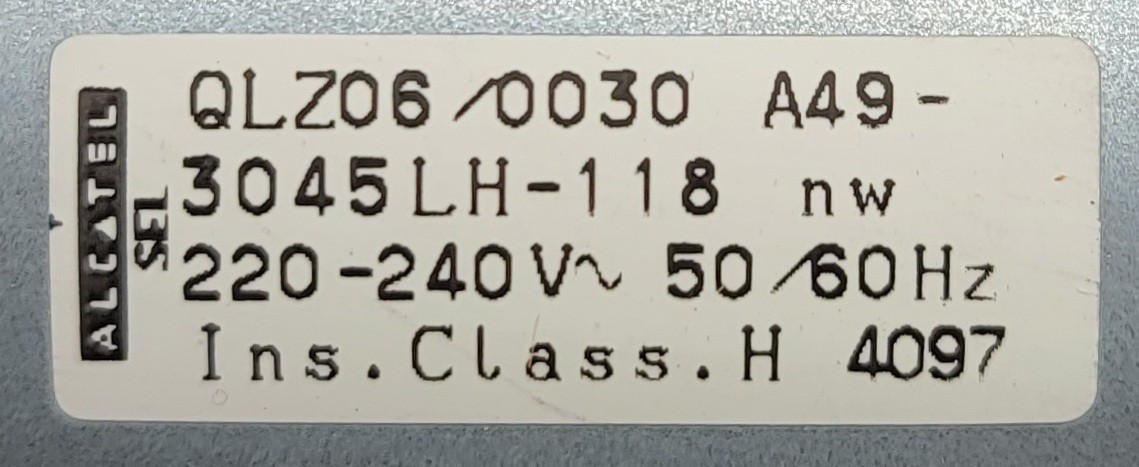 ALCATEL
SEL
QLZ06/0030 A49-
3045LH-118 nw
220-240V~ 50/60Hz
Ins.Class.H 4097